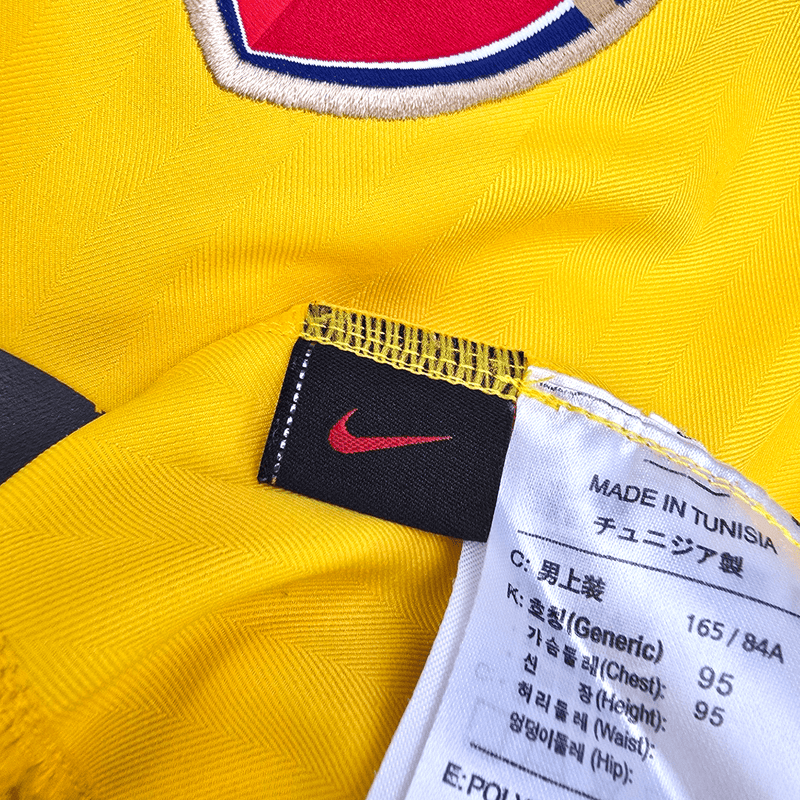 MADE IN TUNISIA
チュニジア製
C: 男上装
165 / 84A
K: 호칭(Generic)
가슴둘레(Chest): 95
신 장(Height): 95
허리둘레 (Waist):
엉덩이둘레 (Hip):
E: POLY